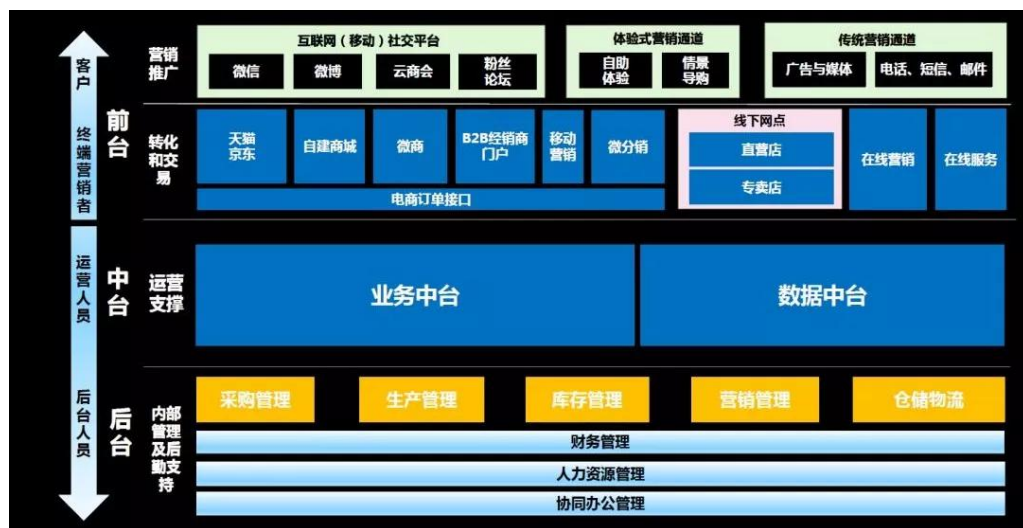 互联网（移动）社交平台
体验式营销通道
传统营销通道
营销
推广
微信
微博
云商会
粉丝
论坛
自助
体验
情景
导购
广告与媒体
电话、短信、邮件
客户
终端营销者
前台
转化
和交
易
天猫
京东
自建商城
微商
B2B经销商
门户
移动
营销
微分销
电商订单接口
线下网点
直营店
专卖店
在线营销
在线服务
运营人员
中台
运营
支撑
业务中台
数据中台
后台人员
后台
内部
管理
及后
勤支
持
采购管理
生产管理
库存管理
营销管理
仓储物流
财务管理
人力资源管理
协同办公管理